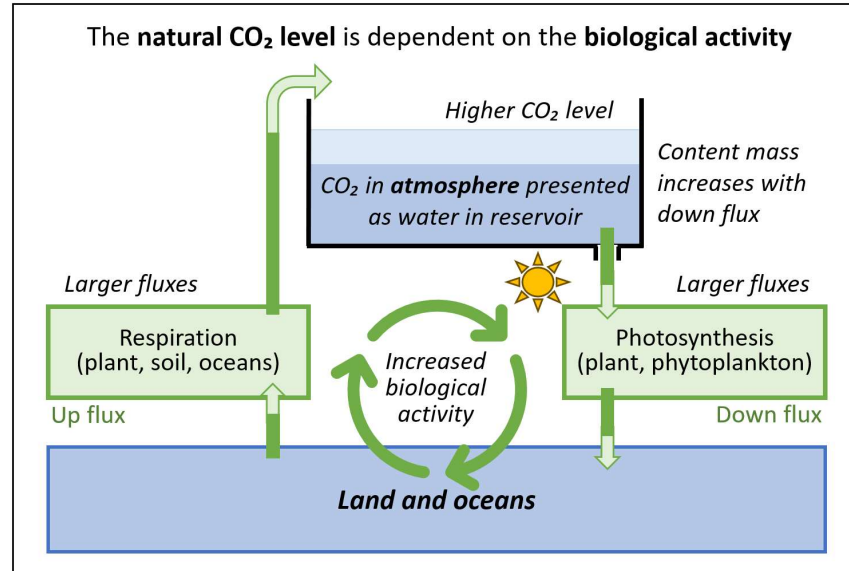 The natural CO₂ level is dependent on the biological activity
Higher CO₂ level
CO₂ in atmosphere presented
as water in reservoir
Content mass
increases with
down flux
Larger fluxes
Larger fluxes
Respiration
(plant, soil, oceans)
Increased
biological
activity
Photosynthesis
(plant, phytoplankton)
Up flux
Down flux
Land and oceans